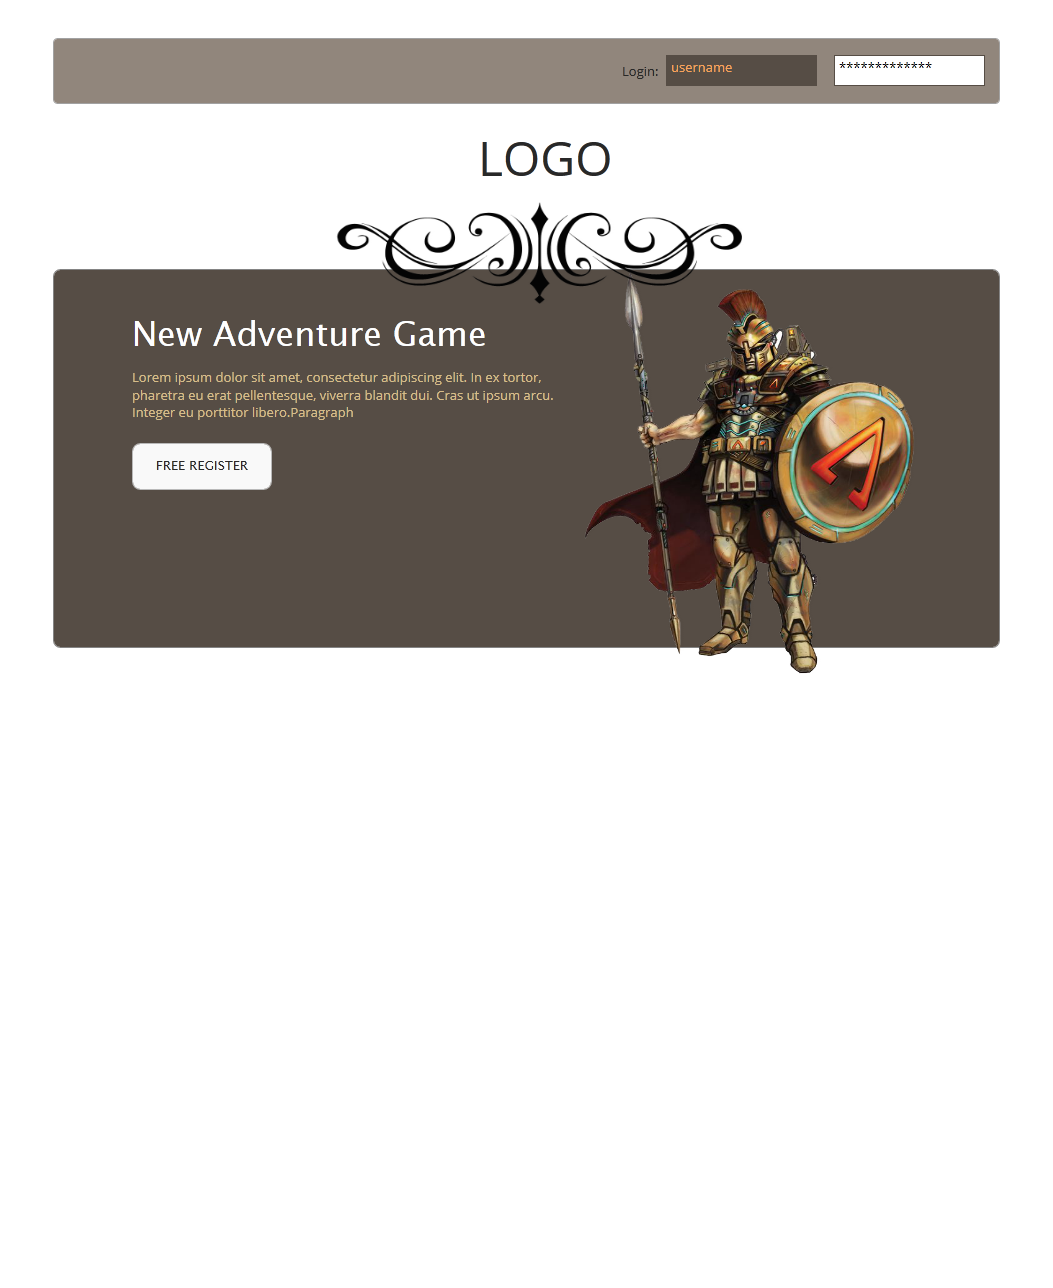 Login: username *************
LOGO
New Adventure Game
Lorem ipsum dolor sit amet, consectetur adipiscing elit. In ex tortor,
pharetra eu erat pellentesque, viverra blandit dui. Cras ut ipsum arcu.
Integer eu porttitor libero.Paragraph
FREE REGISTER